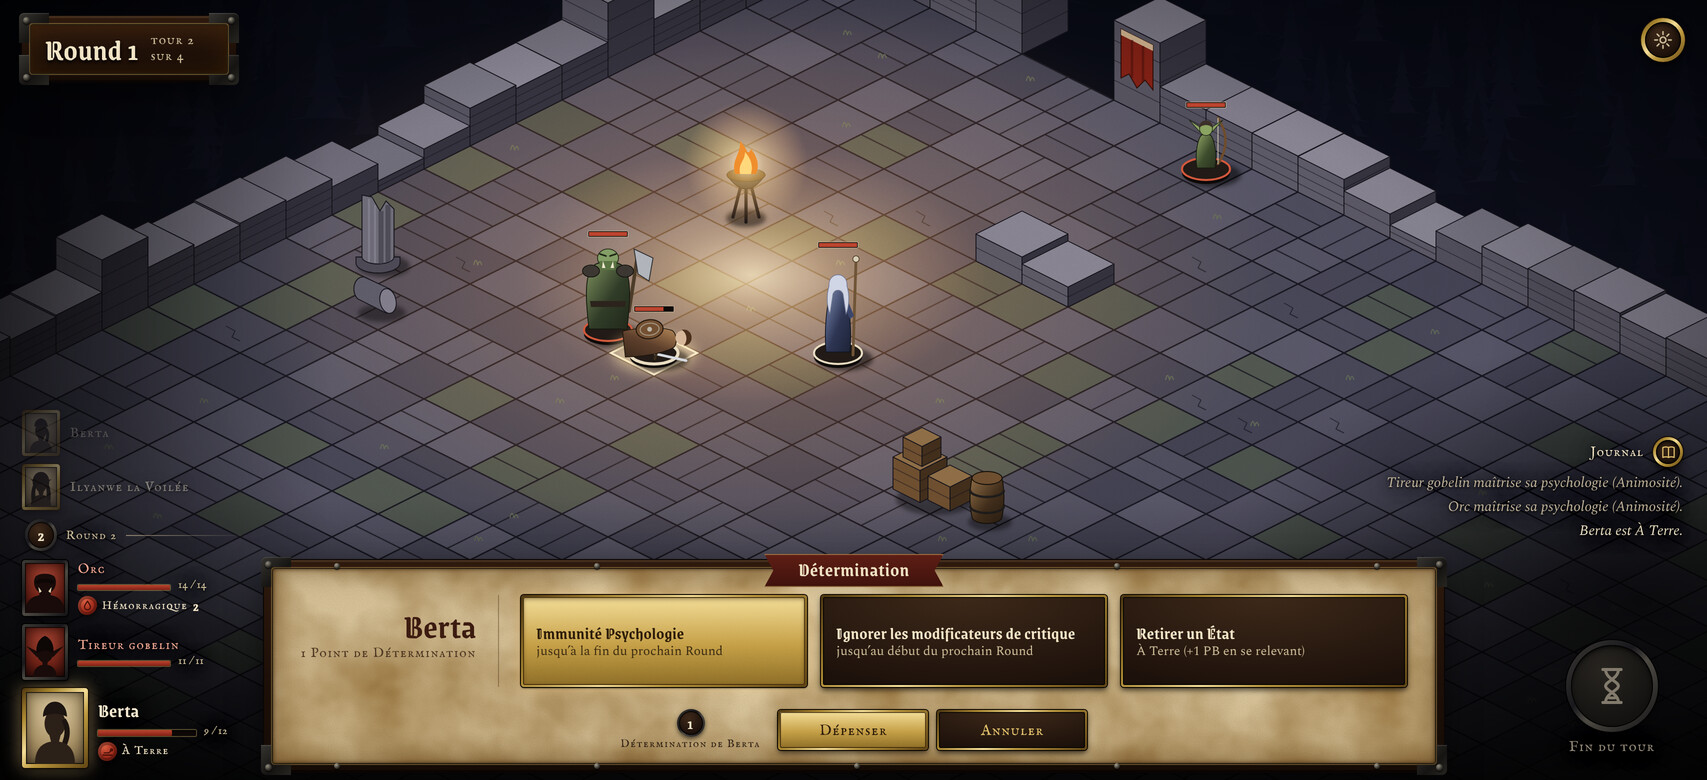 Round 1
TOUR 2
SUR 4
BERTA
ILYANWE LA VOILÉE
2 ROUND 2
ORC
14/14
HÉMORRAGIQUE 2
TIREUR GOBELIN
11/11
Berta
9/12
À TERRE
JOURNAL
Tireur gobelin maîtrise sa psychologie (Animosité).
Orc maîtrise sa psychologie (Animosité).
Berta est À Terre.
Détermination
Berta
1 POINT DE DÉTERMINATION
Immunité Psychologie
jusqu'à la fin du prochain Round
Ignorer les modificateurs de critique
jusqu'au début du prochain Round
Retirer un État
À Terre (+1 PB en se relevant)
1
DÉTERMINATION DE BERTA
DÉPENSER
ANNULER
FIN DU TOUR